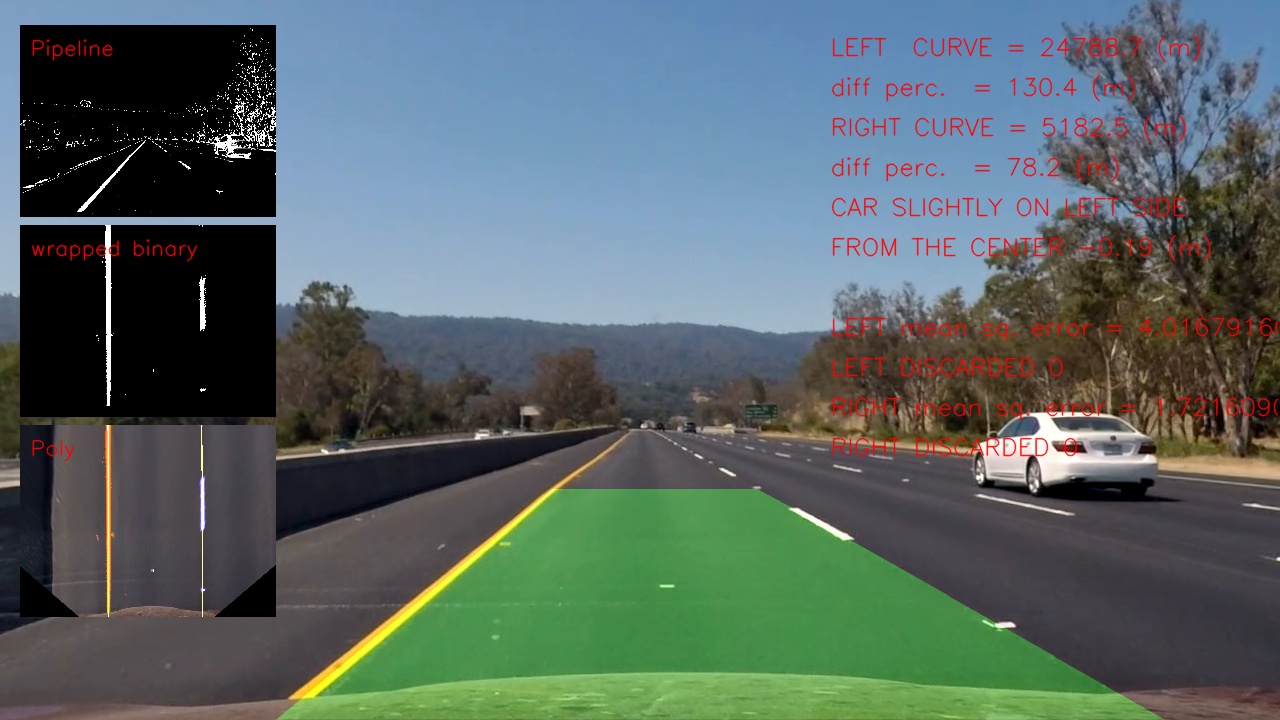 Pipeline
wrapped binary
Poly
LEFT CURVE = 24788.7 (m)
diff perc. = 130.4 (m)
RIGHT CURVE = 5182.5 (m)
diff perc. = 78.2 (m)
CAR SLIGHTLY ON LEFT SIDE
FROM THE CENTER -0.19 (m)
LEFT mean sq. error = 4.01679160
LEFT DISCARDED 0
RIGHT mean sq. error = 1.7216090
RIGHT DISCARDED 0